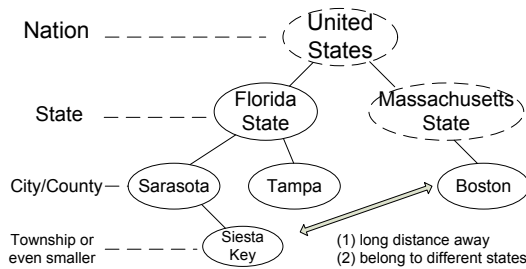 Nation
United
States
State
Florida
State
Massachusetts
State
City/County
Sarasota
Tampa
Boston
Township or
even smaller
Siesta
Key
(1) long distance away
(2) belong to different states